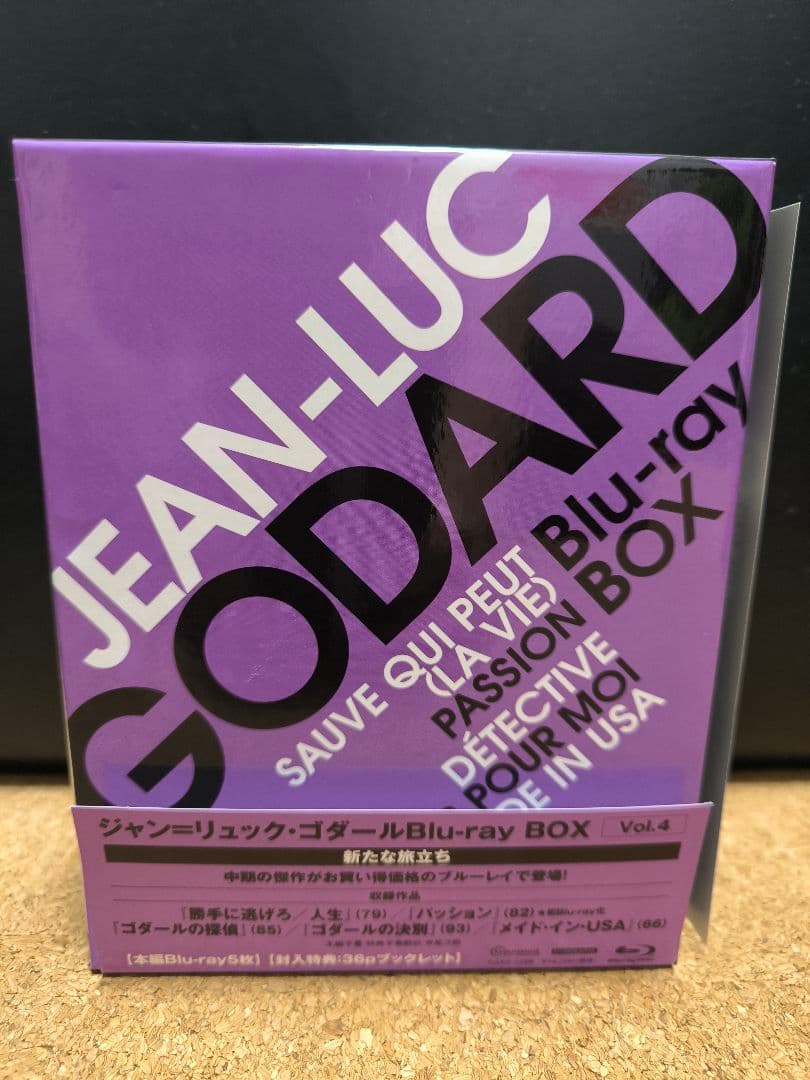 JEAN-LUC
GODARD
Blu-ray
BOX
SAUVE QUI PEUT
(LA VIE)
PASSION
DÉTECTIVE
POUR MOI
DE IN USA
ジャン=リュック・ゴダールBlu-ray BOX Vol.4
新たな旅立ち
中期の傑作がお買い得価格のブルーレイで登場!
収録作品
『勝手に逃げろ/人生』(79)/『パッション』(82)
『ゴダールの探偵』(85)/『ゴダールの決別』(93)/『メイド・イン・USA』(66)
【本編Blu-ray5枚】【封入特典:36pブックレット】